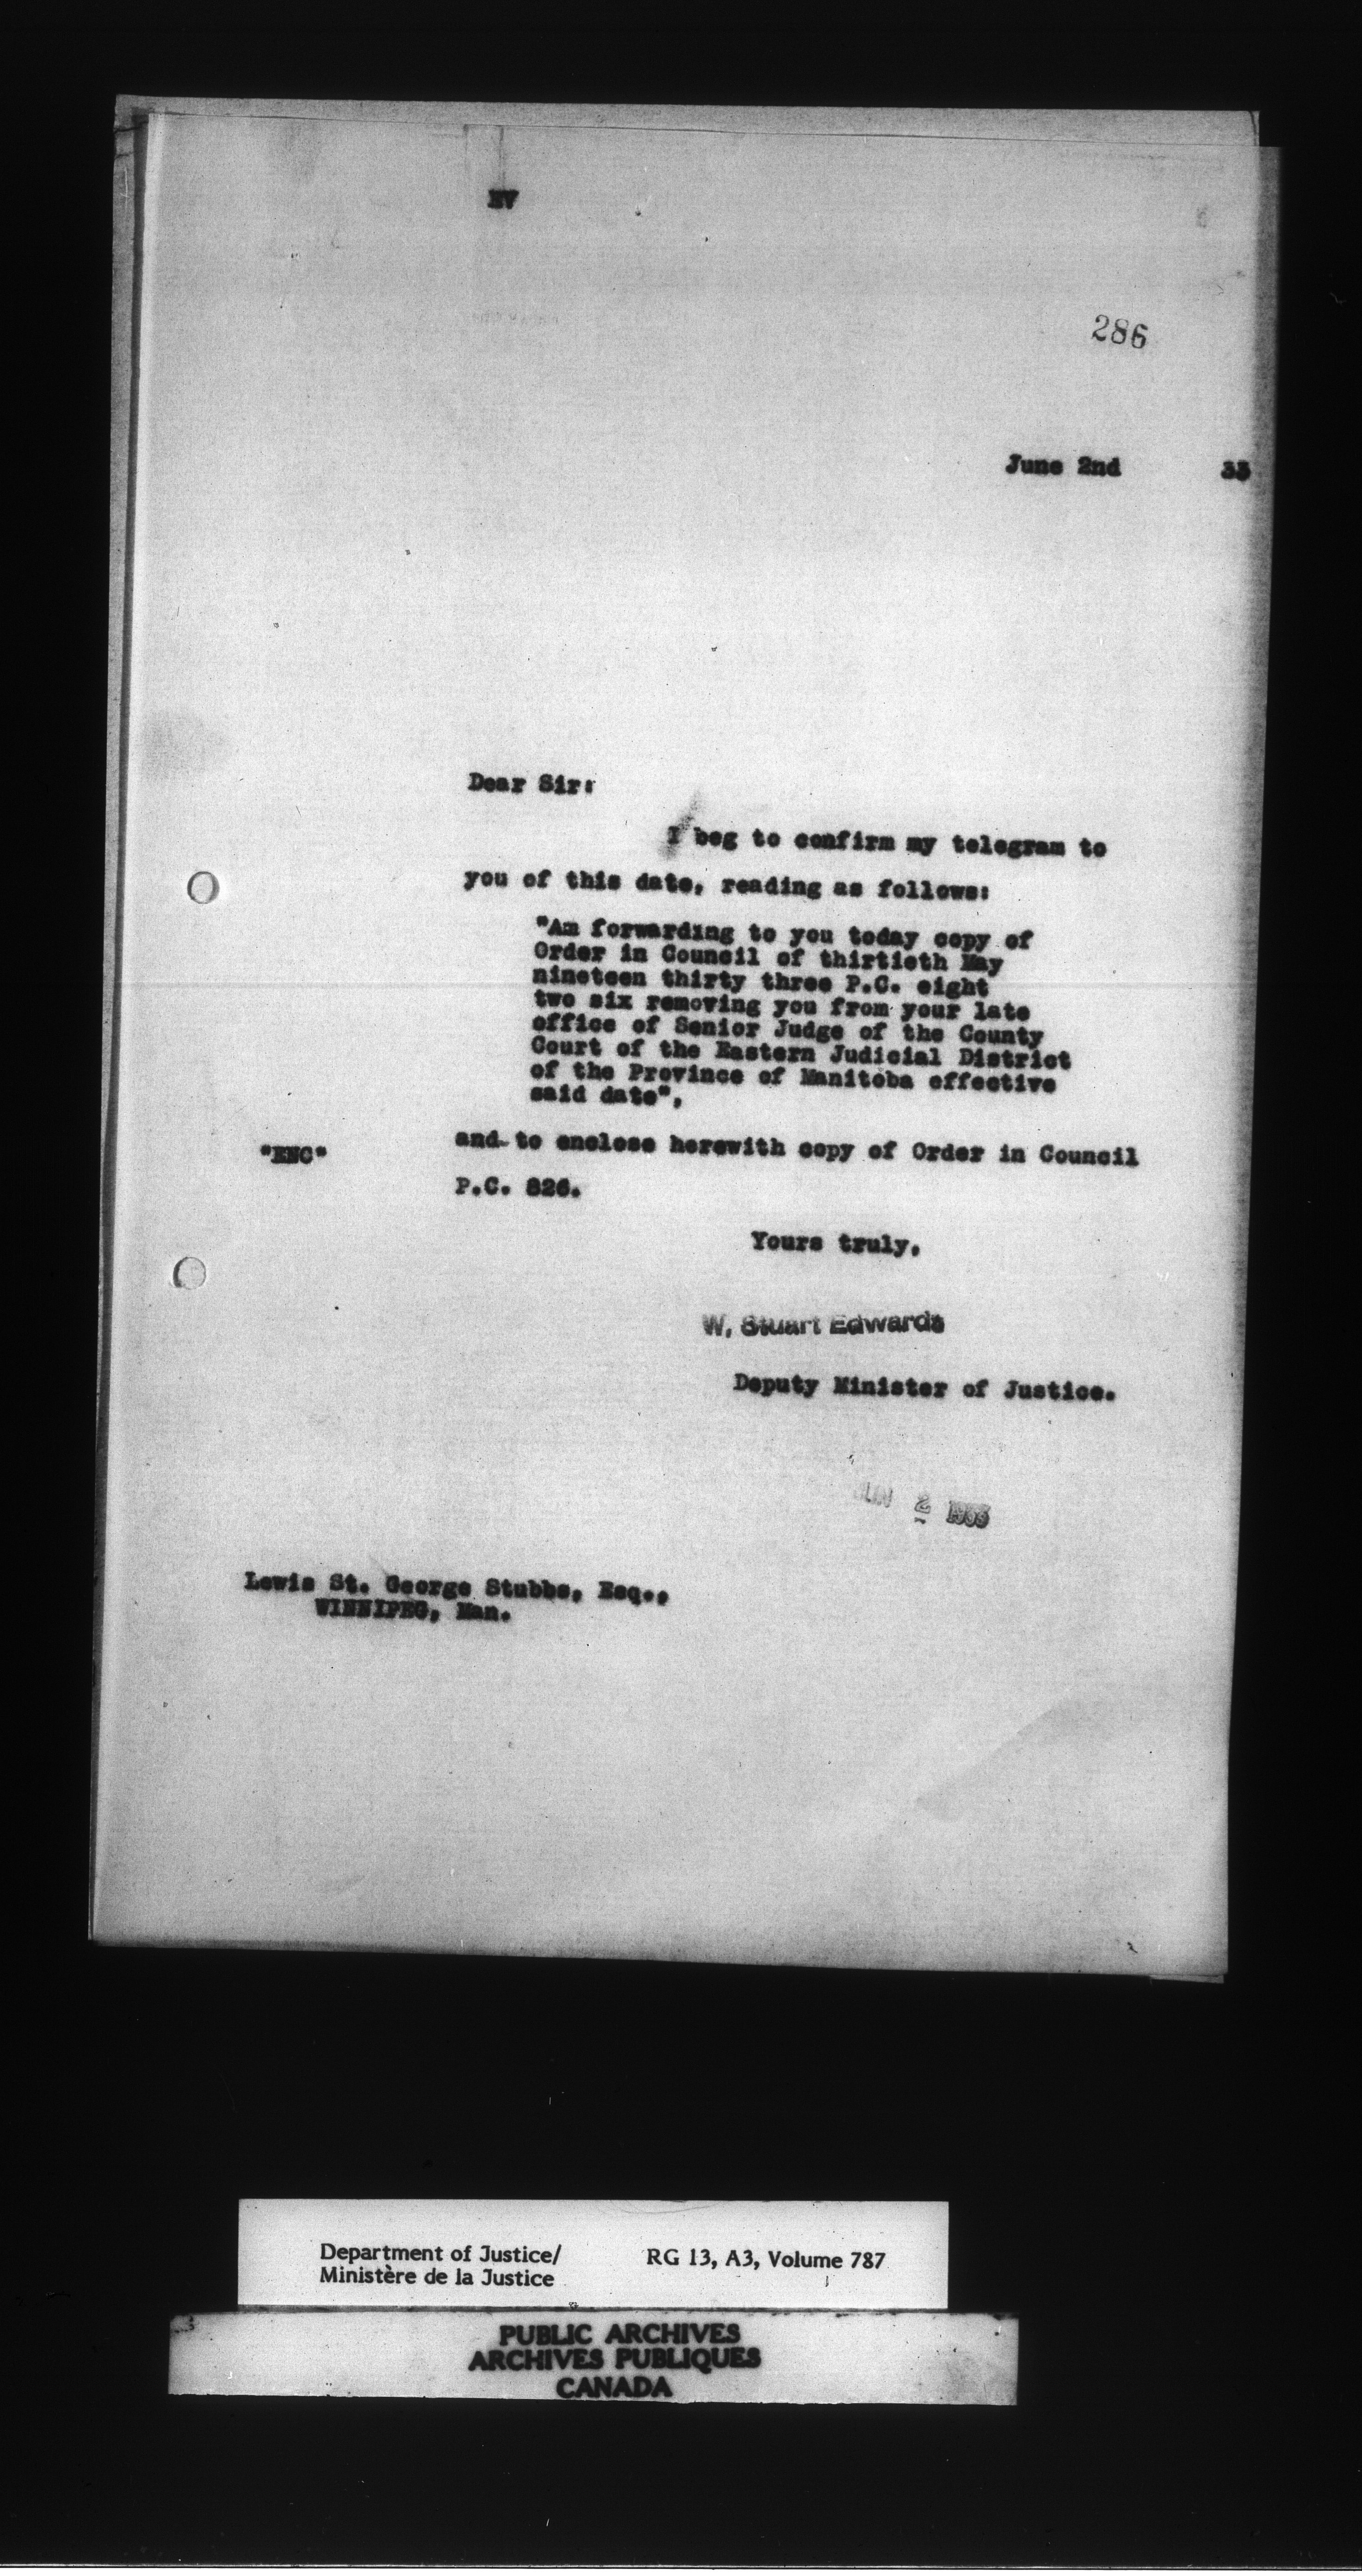 EV
286
June 2nd 33
Dear Sir:
I beg to confirm my telegram to
you of this date, reading as follows:
"Am forwarding to you today copy of
Order in Council of thirtieth May
nineteen thirty three P.C. eight
two six removing you from your late
office of Senior Judge of the County
Court of the Eastern Judicial District
of the Province of Manitoba effective
said date",
"ENC" and to enclose herewith copy of Order in Council
P.C. 826.
Yours truly,
W. Stuart Edwards
Deputy Minister of Justice.
JUN 2 1933
Lewis St. George Stubbs, Esq.,
WINNIPEG, Man.
Department of Justice/ RG 13, A3, Volume 787
Ministère de la Justice
PUBLIC ARCHIVES
ARCHIVES PUBLIQUES
CANADA